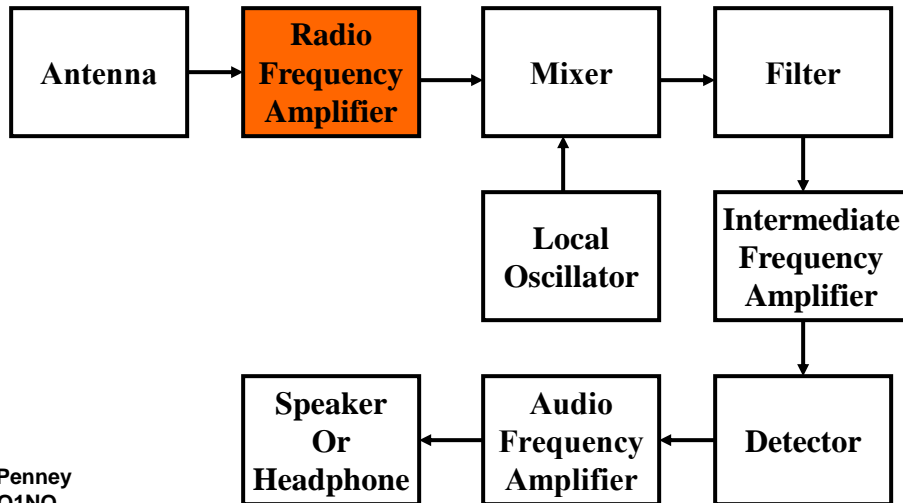 Antenna
Radio
Frequency
Amplifier
Mixer
Filter
Local
Oscillator
Intermediate
Frequency
Amplifier
Speaker
Or
Headphone
Audio
Frequency
Amplifier
Detector
Penney